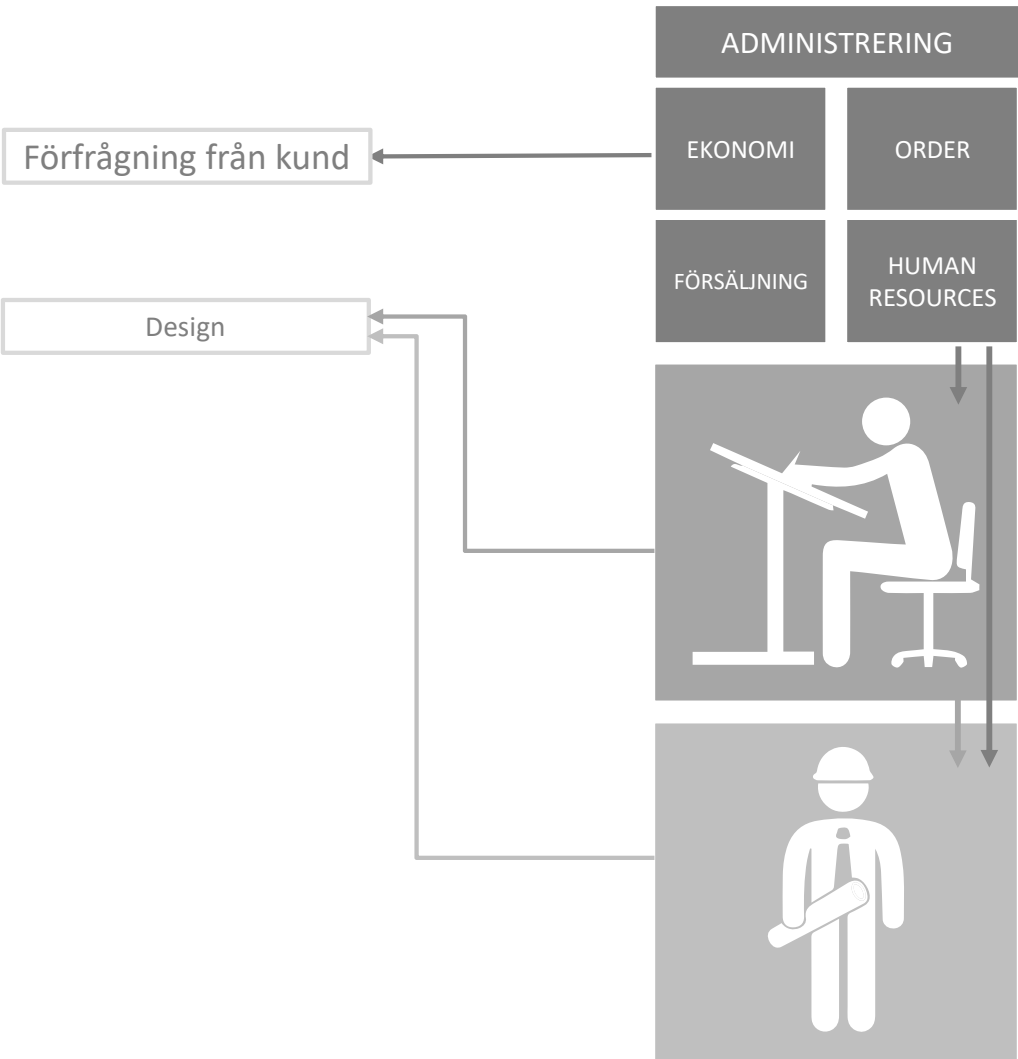 ADMINISTRERING
Förfrågning från kund
EKONOMI
ORDER
FÖRSÄLJNING
HUMAN
RESOURCES
Design